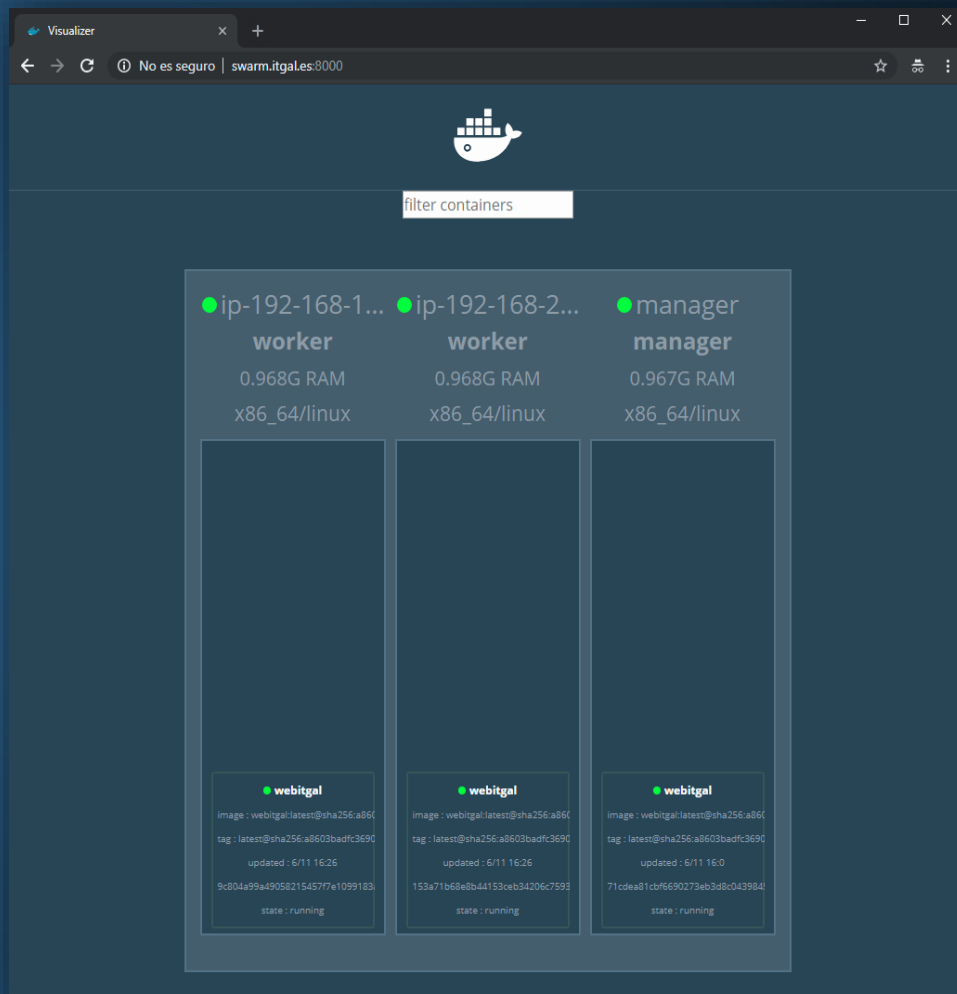 Visualizer
No es seguro | swarm.itgal.es:8000
filter containers
ip-192-168-1...
worker
0.968G RAM
x86_64/linux
ip-192-168-2...
worker
0.968G RAM
x86_64/linux
manager
manager
0.967G RAM
x86_64/linux
webitgal
image : webitgal:latest@sha256:a860
tag : latest@sha256:a8603badfc3690
updated : 6/11 16:26
9c804a99a49058215457f7e1099183a
state : running
webitgal
image : webitgal:latest@sha256:a860
tag : latest@sha256:a8603badfc3690
updated : 6/11 16:26
153a71b68e8b44153ceb34206c7593
state : running
webitgal
image : webitgal:latest@sha256:a860
tag : latest@sha256:a8603badfc3690
updated : 6/11 16:0
71cdea81cbf6690273eb3d8c043984
state : running